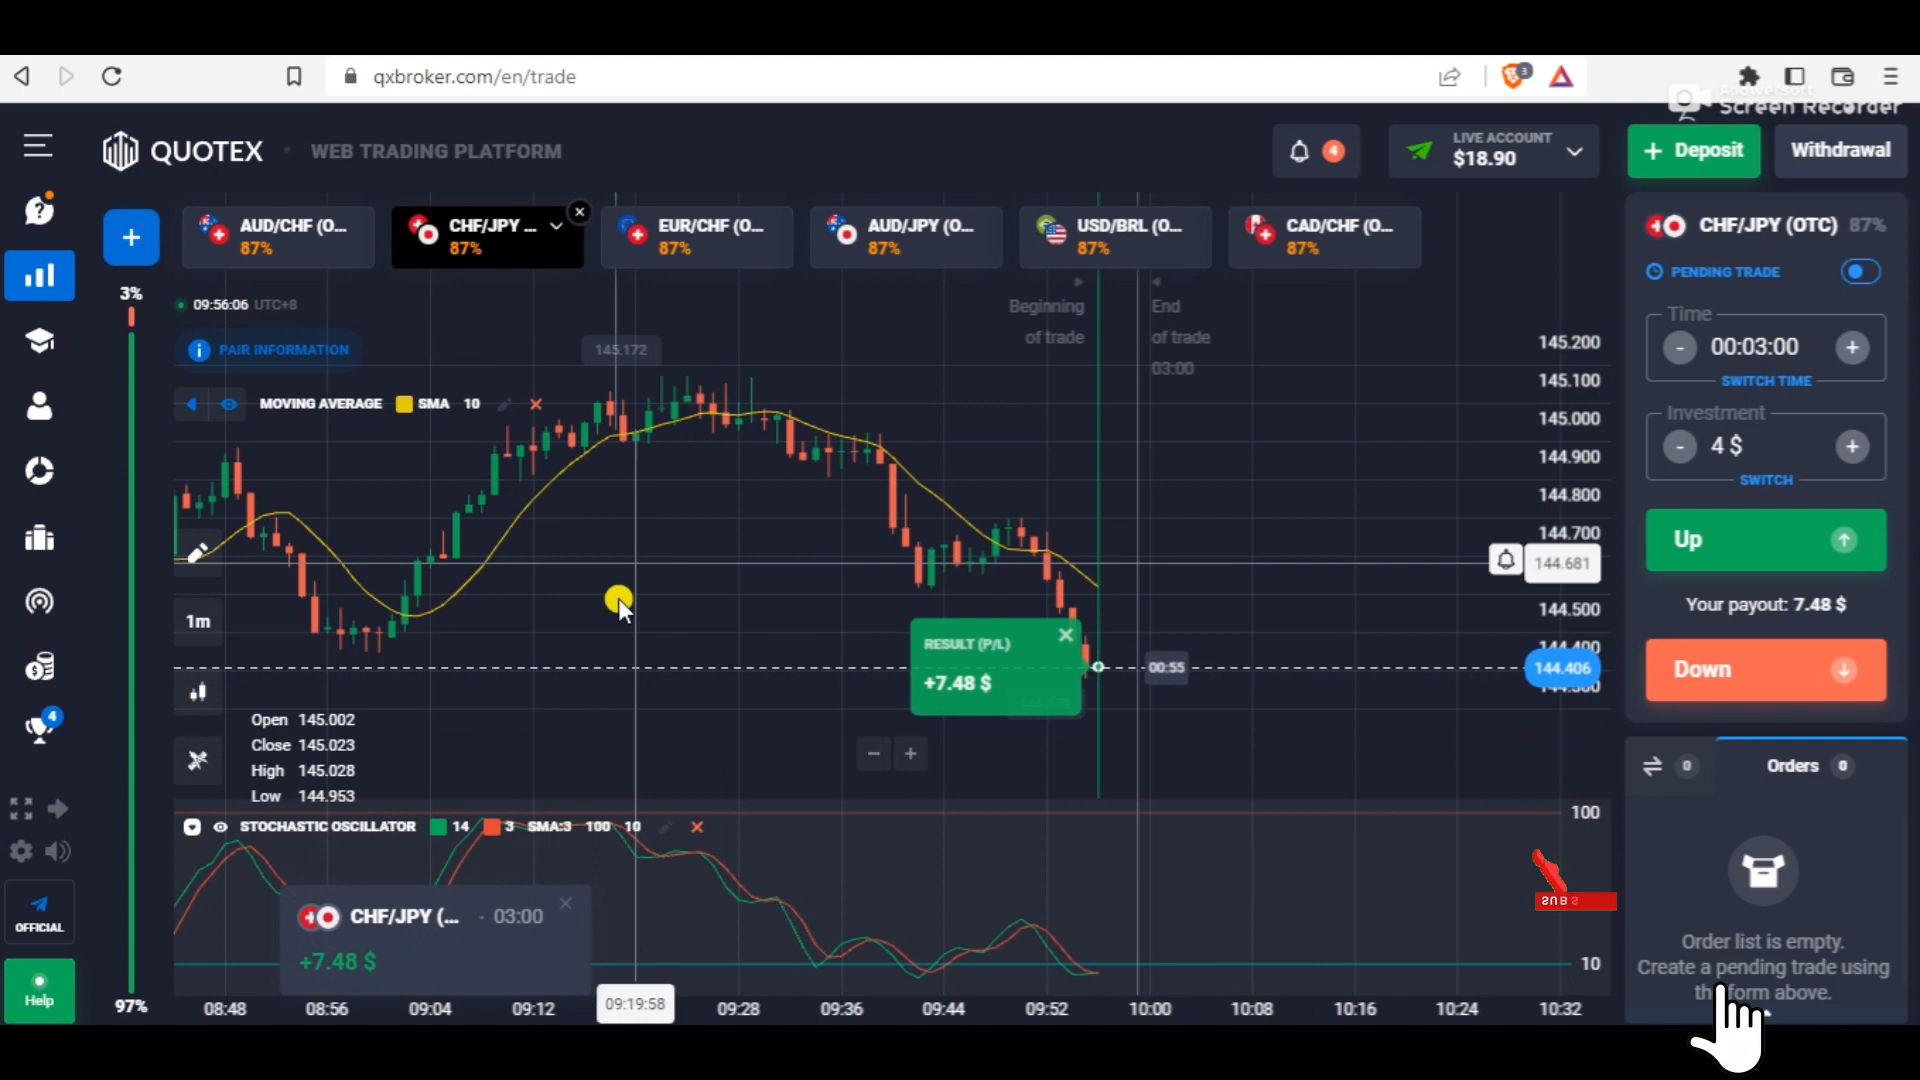 qxbroker.com/en/trade
3
Apowersoft
Screen Recorder
QUOTEX
WEB TRADING PLATFORM
4
LIVE ACCOUNT
$18.90
+ Deposit
Withdrawal
AUD/CHF (O...
87%
CHF/JPY ...
87%
EUR/CHF (O...
87%
AUD/JPY (O...
87%
USD/BRL (O...
87%
CAD/CHF (O...
87%
3%
09:56:06 UTC+8
PAIR INFORMATION
145.172
Beginning
of trade
End
of trade
03:00
MOVING AVERAGE SMA 10
145.200
145.100
145.000
144.900
144.800
144.700
144.681
144.500
144.400
144.406
1m
RESULT (P/L)
+7.48 $
00:55
Open 145.002
Close 145.023
High 145.028
Low 144.953
STOCHASTIC OSCILLATOR 14 3 SMA:3 100 10
100
10
CHF/JPY (... - 03:00
+7.48 $
97%
08:48
08:56
09:04
09:12
09:19:58
09:28
09:36
09:44
09:52
10:00
10:08
10:16
10:24
10:32
4
OFFICIAL
Help
CHF/JPY (OTC) 87%
PENDING TRADE
Time
- 00:03:00 +
SWITCH TIME
Investment
- 4 $ +
SWITCH
Up
Your payout: 7.48 $
Down
0
Orders 0
Order list is empty.
Create a pending trade using
form above.